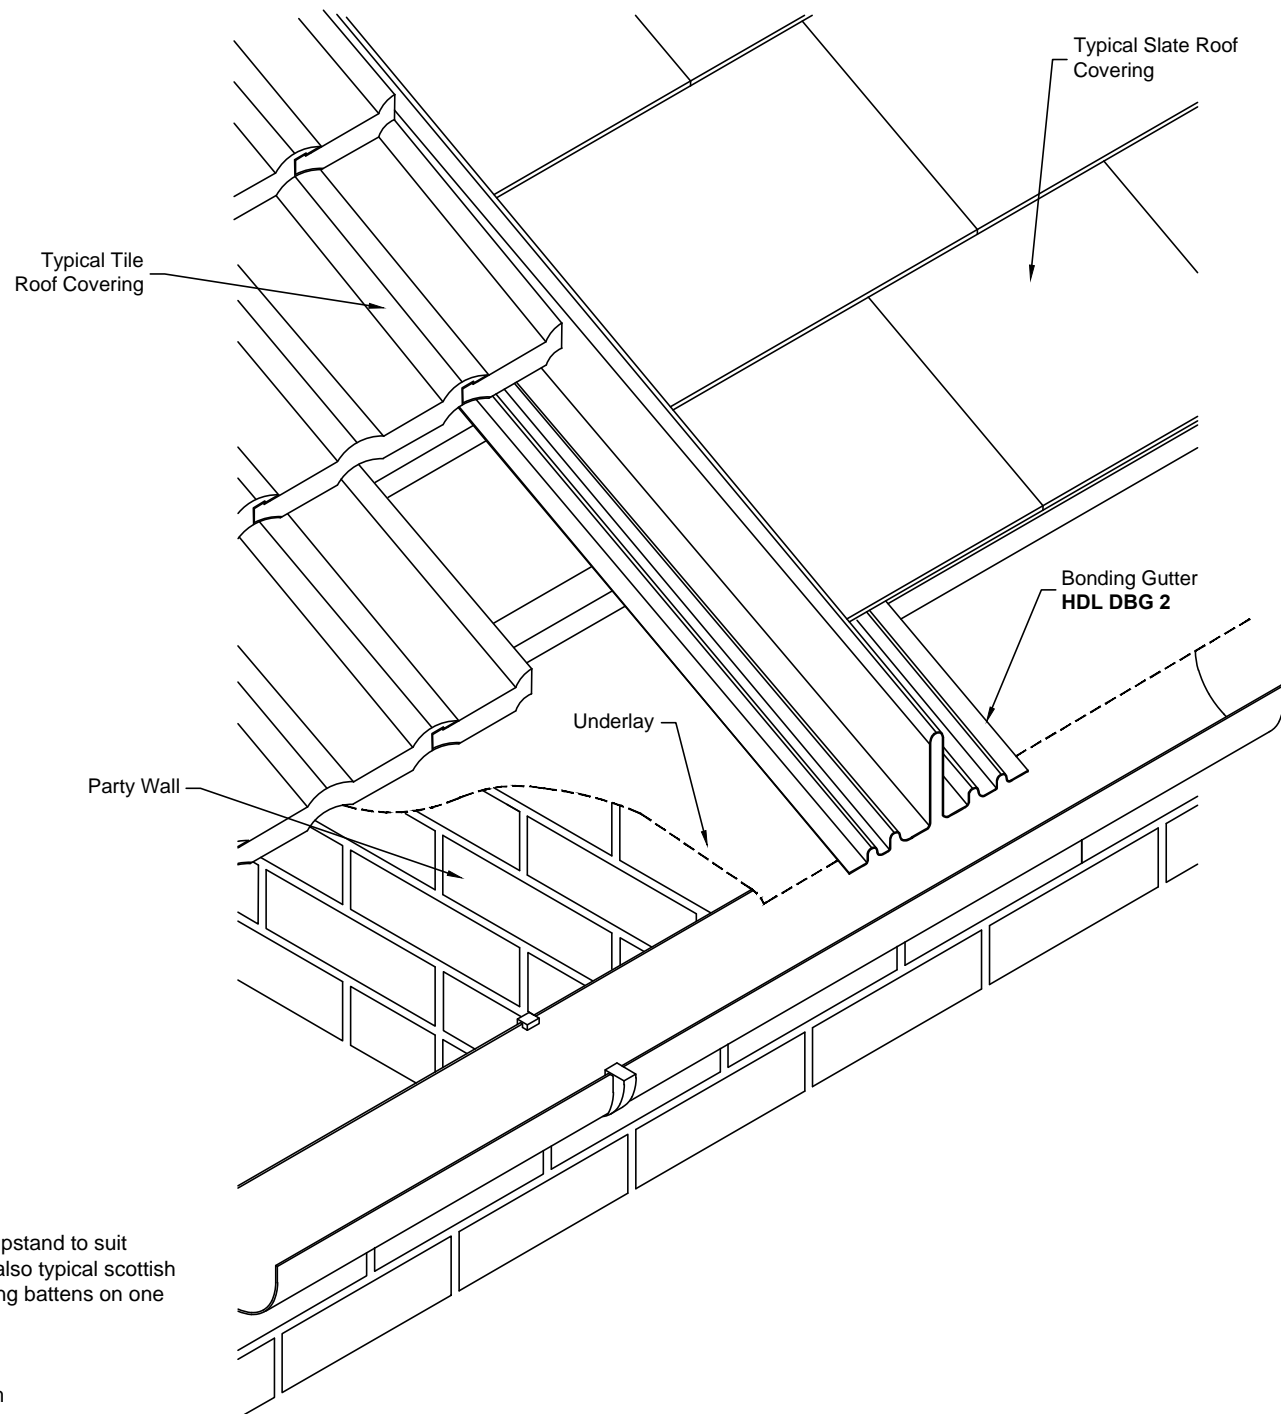 Typical Slate Roof
Covering
Typical Tile
Roof Covering
Bonding Gutter
HDL DBG 2
Underlay
Party Wall
pstand to suit
also typical scottish
ng battens on one